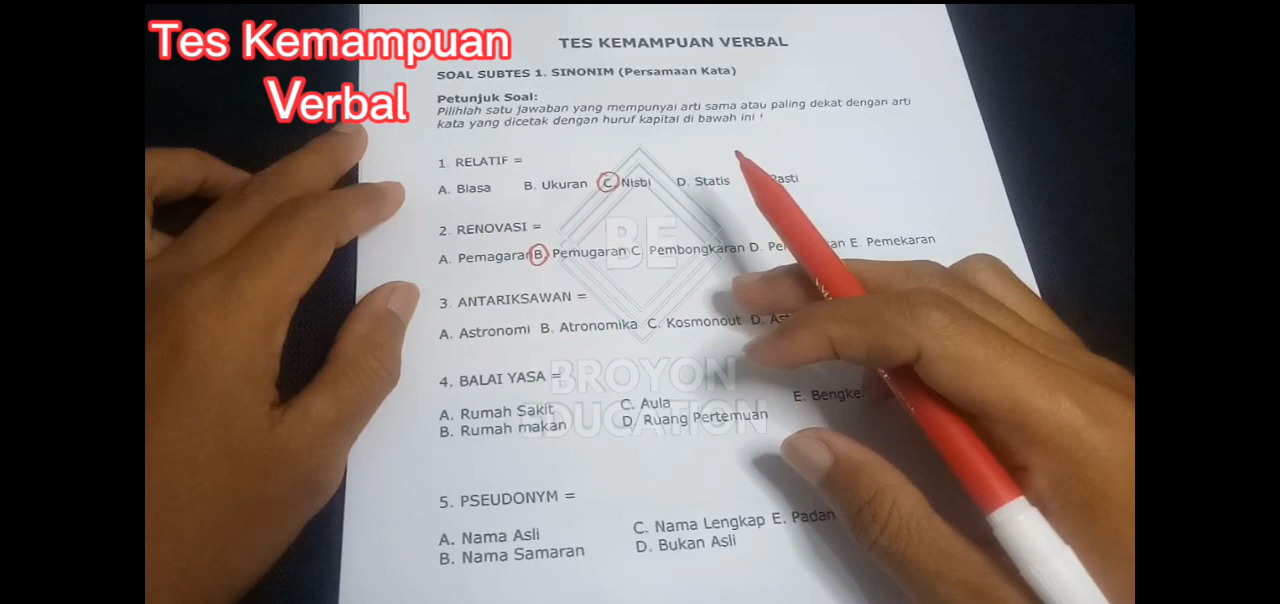 Tes Kemampuan
Verbal
TES KEMAMPUAN VERBAL
SOAL SUBTES 1. SINONIM (Persamaan Kata)
Petunjuk Soal:
Pilihlah satu jawaban yang mempunyai arti sama atau paling dekat dengan arti
kata yang dicetak dengan huruf kapital di bawah ini !
1. RELATIF =
A. Biasa B. Ukuran C. Nisbi D. Statis Pasti
2. RENOVASI =
A. Pemagaran B. Pemugaran C. Pembongkaran D. E. Pemekaran
3. ANTARIKSAWAN =
A. Astronomi B. Atronomika C. Kosmonout D.
4. BALAI YASA =
A. Rumah Sakit C. Aula E. Bengkel
B. Rumah makan D. Ruang Pertemuan
5. PSEUDONYM =
A. Nama Asli C. Nama Lengkap E. Padan
B. Nama Samaran D. Bukan Asli
BE
BROYON
EDUCATION